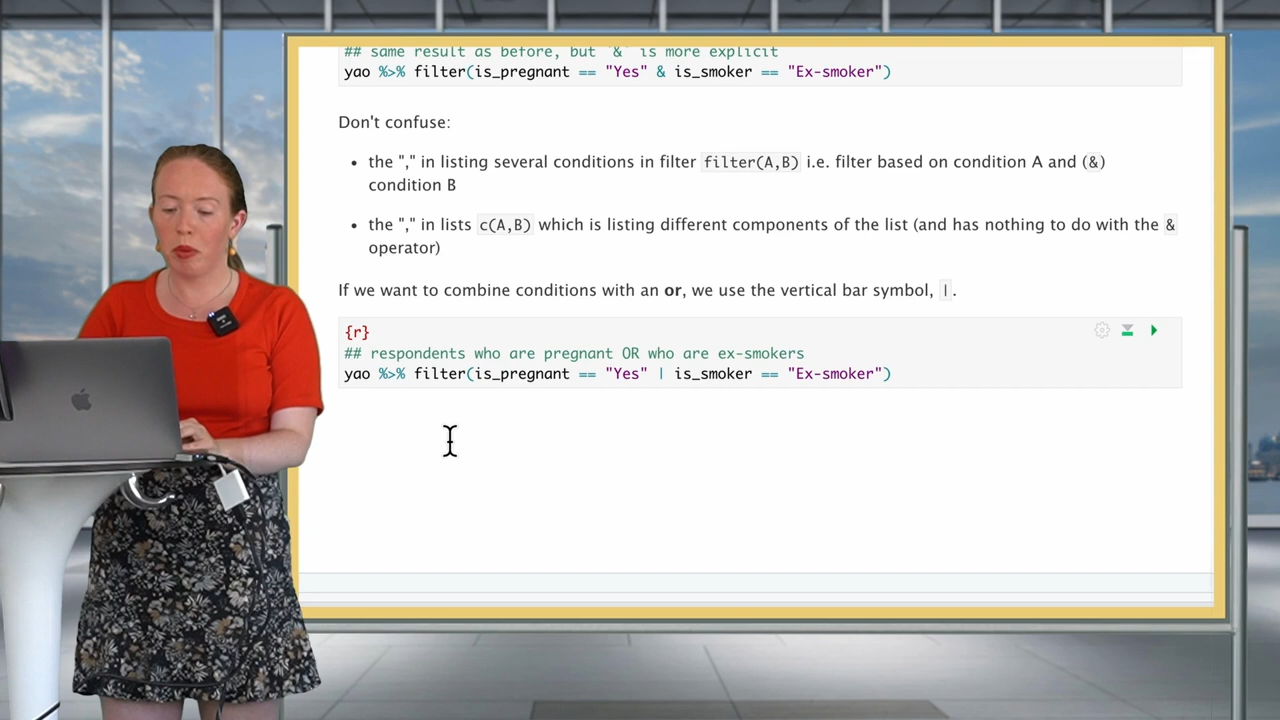 ## same result as before, but `&` is more explicit
yao %>% filter(is_pregnant == "Yes" & is_smoker == "Ex-smoker")
Don't confuse:
• the "," in listing several conditions in filter filter(A,B) i.e. filter based on condition A and (&)
condition B
• the "," in lists c(A,B) which is listing different components of the list (and has nothing to do with the &
operator)
If we want to combine conditions with an or, we use the vertical bar symbol, |.
{r}
## respondents who are pregnant OR who are ex-smokers
yao %>% filter(is_pregnant == "Yes" | is_smoker == "Ex-smoker")